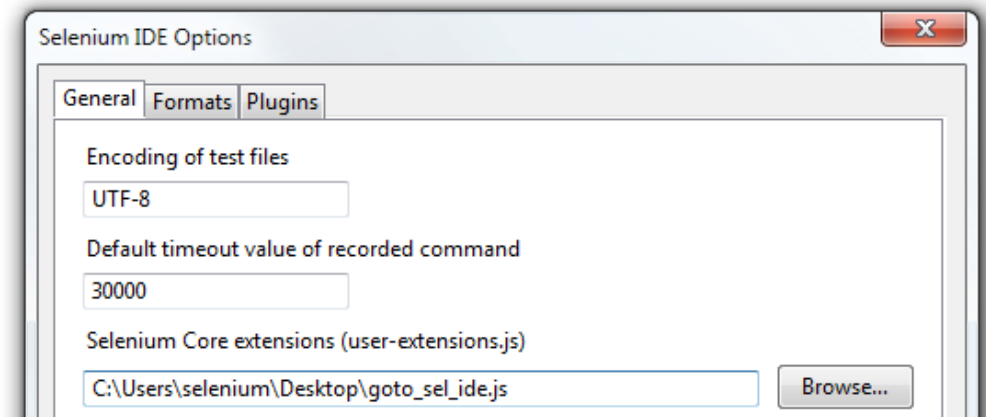 Selenium IDE Options
General Formats Plugins
Encoding of test files
UTF-8
Default timeout value of recorded command
30000
Selenium Core extensions (user-extensions.js)
C:\Users\selenium\Desktop\goto_sel_ide.js Browse...